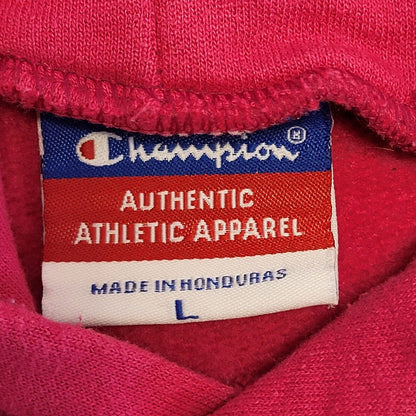 Champion®
AUTHENTIC
ATHLETIC APPAREL
MADE IN HONDURAS
L